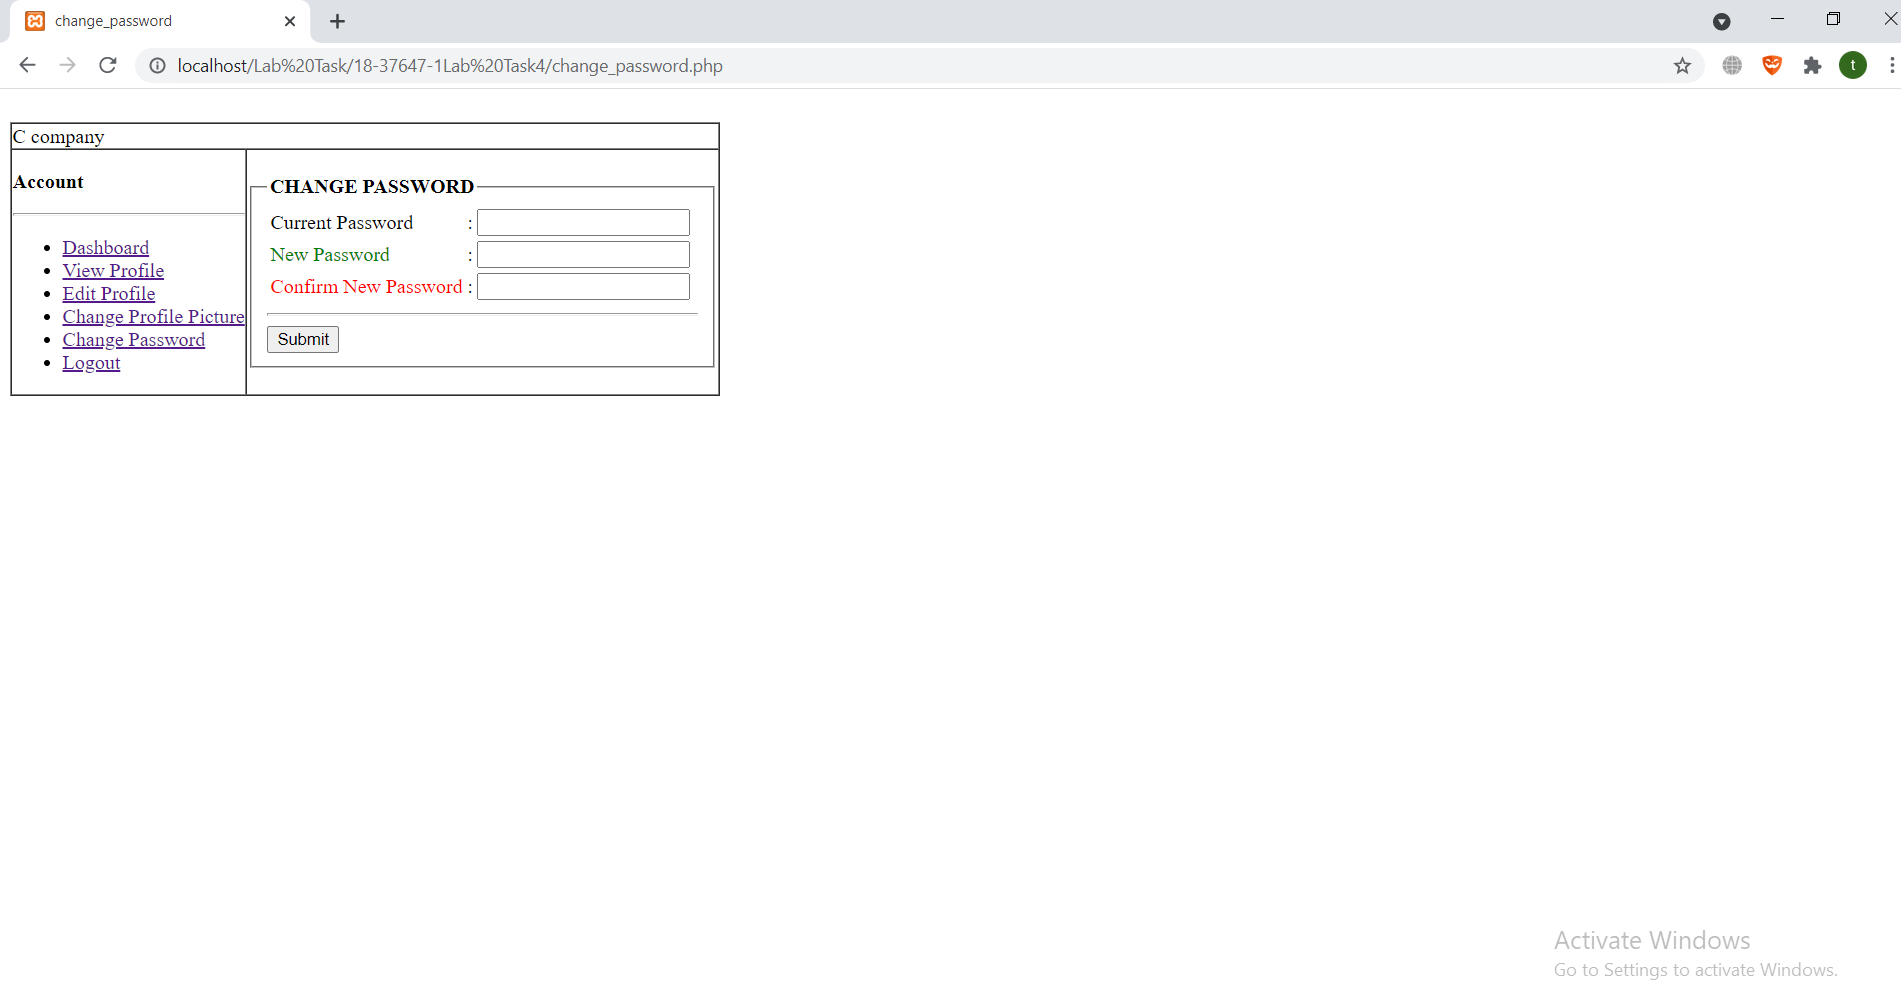 change_password
localhost/Lab%20Task/18-37647-1Lab%20Task4/change_password.php
t
C company
Account
Dashboard
View Profile
Edit Profile
Change Profile Picture
Change Password
Logout
CHANGE PASSWORD
Current Password :
New Password :
Confirm New Password :
Submit
Activate Windows
Go to Settings to activate Windows.